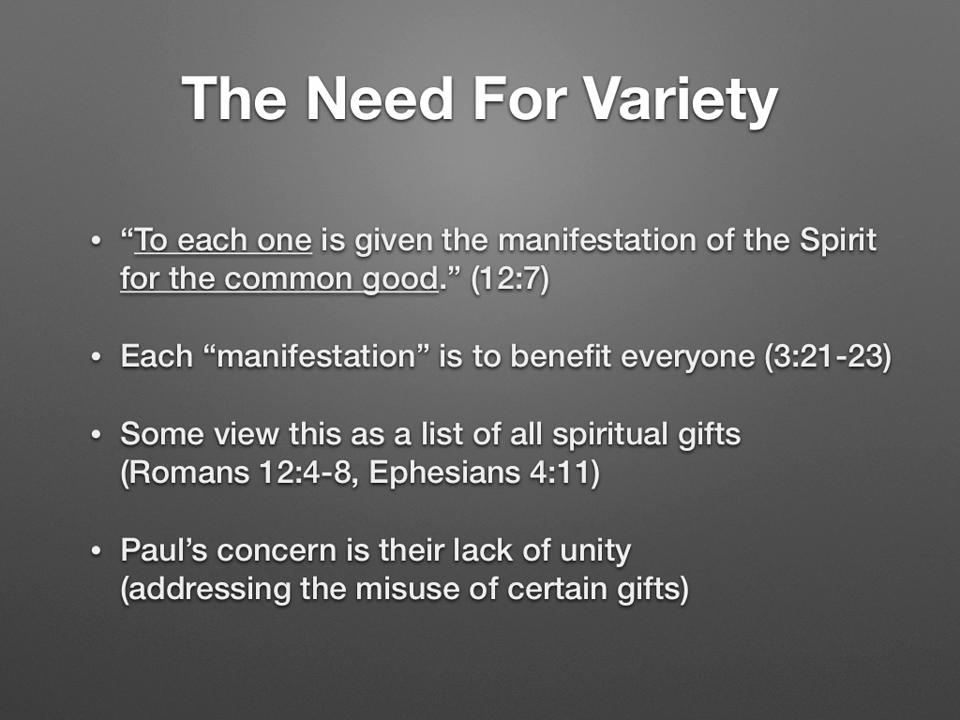 The Need For Variety
• “To each one is given the manifestation of the Spirit
for the common good.” (12:7)
• Each “manifestation” is to benefit everyone (3:21-23)
• Some view this as a list of all spiritual gifts
(Romans 12:4-8, Ephesians 4:11)
• Paul’s concern is their lack of unity
(addressing the misuse of certain gifts)